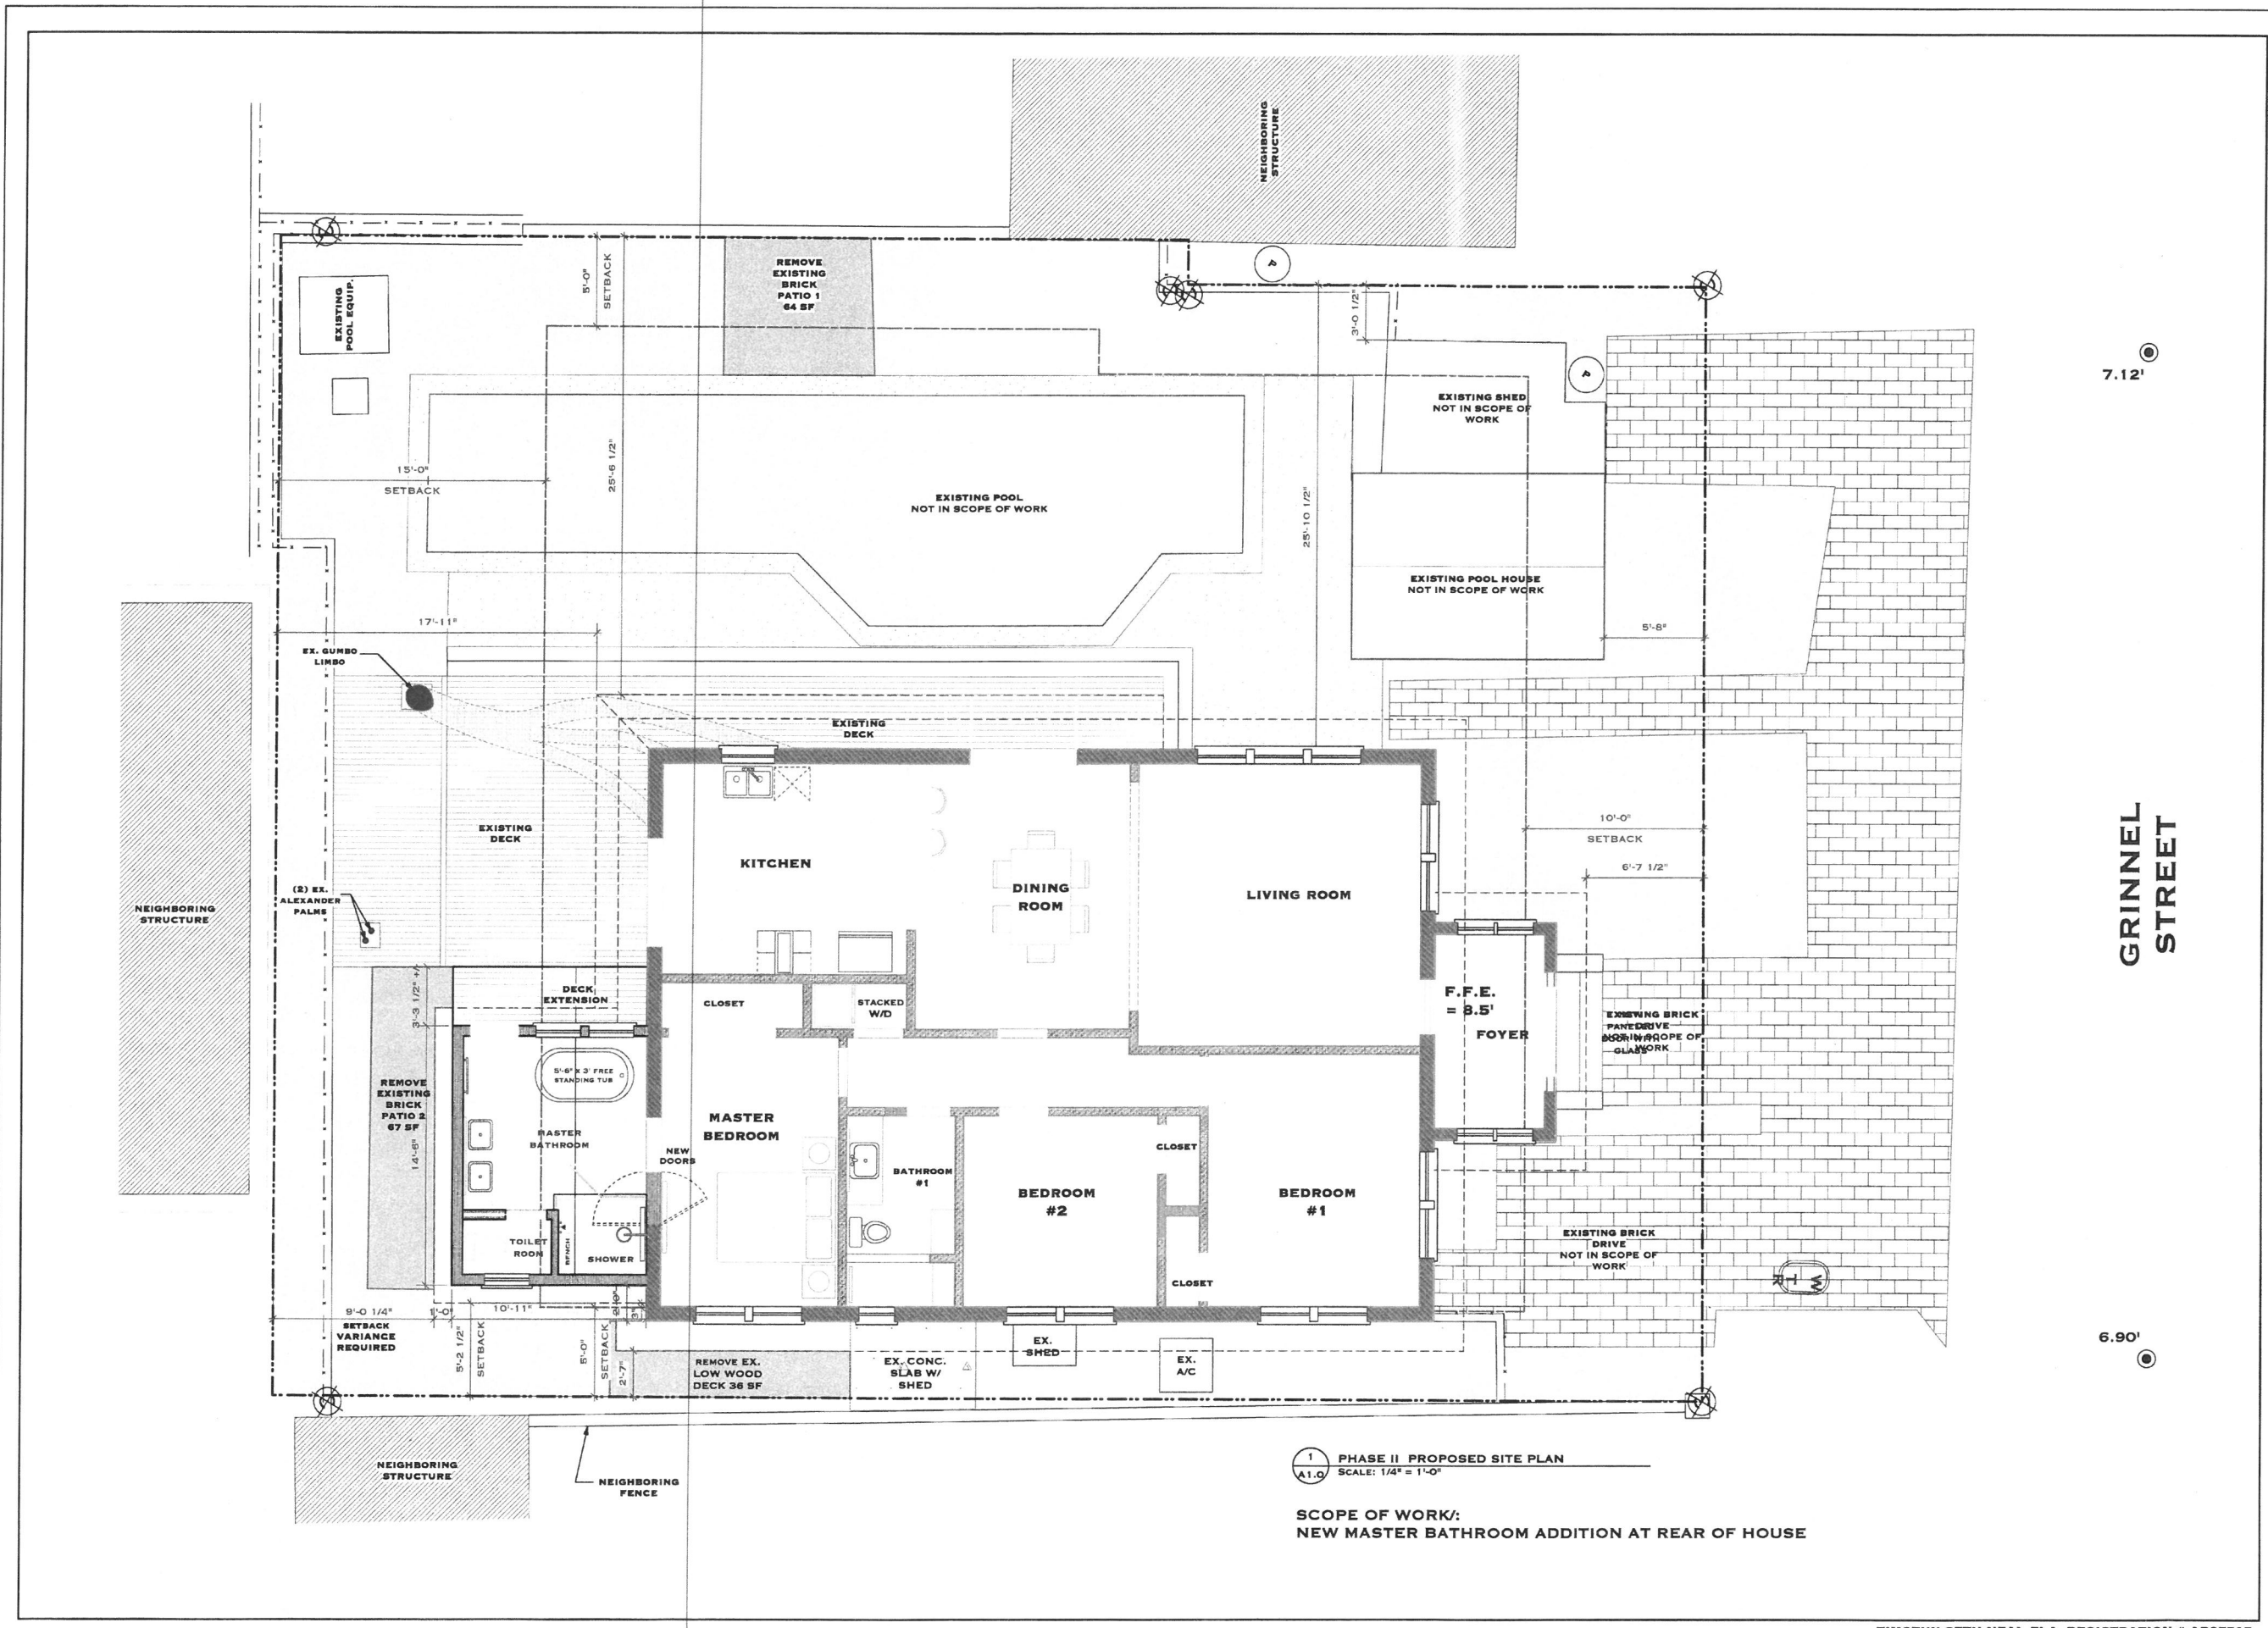 NEIGHBORING
STRUCTURE
REMOVE
EXISTING
BRICK
PATIO 1
64 SF
5'-0"
SETBACK
EXISTING
POOL EQUIP.
3'-0 1/2"
7.12'
EXISTING SHED
NOT IN SCOPE OF
WORK
15'-0"
SETBACK
25'-6 1/2"
EXISTING POOL
NOT IN SCOPE OF WORK
25'-10 1/2"
EXISTING POOL HOUSE
NOT IN SCOPE OF WORK
5'-8"
17'-11"
EX. GUMBO
LIMBO
EXISTING
DECK
EXISTING
DECK
KITCHEN
DINING
ROOM
LIVING ROOM
10'-0"
SETBACK
6'-7 1/2"
GRINNEL
STREET
NEIGHBORING
STRUCTURE
(2) EX.
ALEXANDER
PALMS
3'-3 1/2" +/-
DECK
EXTENSION
CLOSET
STACKED
W/D
F.F.E.
= 8.5'
FOYER
EXISTING BRICK
DRIVE
NOT IN SCOPE OF
WORK
5'-6" X 3' FREE
STANDING TUB
REMOVE
EXISTING
BRICK
PATIO 2
67 SF
14'-6"
MASTER
BATHROOM
NEW
DOORS
MASTER
BEDROOM
BATHROOM
#1
BEDROOM
#2
CLOSET
BEDROOM
#1
TOILET
ROOM
BENCH
SHOWER
CLOSET
EXISTING BRICK
DRIVE
NOT IN SCOPE OF
WORK
WTR
9'-0 1/4"
1'-0"
10'-11"
SETBACK
VARIANCE
REQUIRED
5'-2 1/2"
SETBACK
5'-0"
SETBACK
2'-7"
REMOVE EX.
LOW WOOD
DECK 36 SF
EX. CONC.
SLAB W/
SHED
EX.
SHED
EX.
A/C
6.90'
NEIGHBORING
STRUCTURE
NEIGHBORING
FENCE
1
A1.0
PHASE II PROPOSED SITE PLAN
SCALE: 1/4" = 1'-0"
SCOPE OF WORK/:
NEW MASTER BATHROOM ADDITION AT REAR OF HOUSE